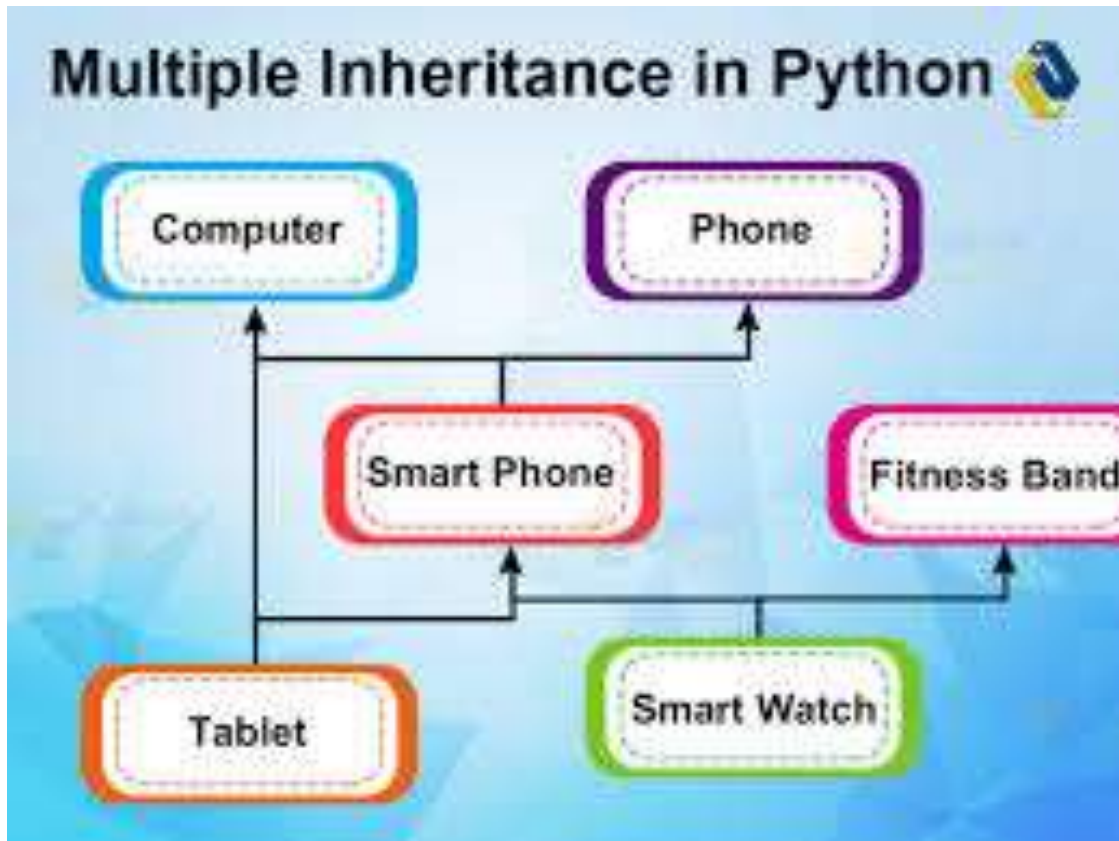 Multiple Inheritance in Python
Computer
Phone
Smart Phone
Fitness Band
Tablet
Smart Watch